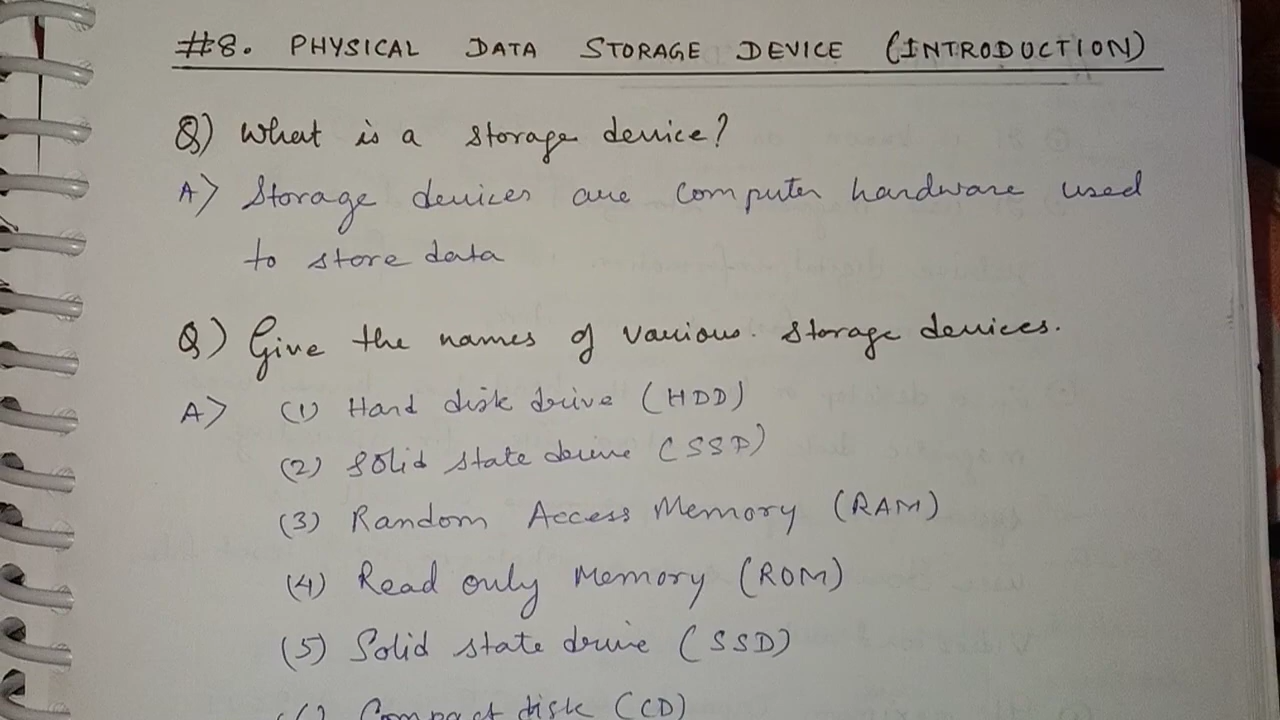 #8. PHYSICAL DATA STORAGE DEVICE (INTRODUCTION)
Q) What is a storage device?
A) Storage devices are computer hardware used
to store data
Q) Give the names of various storage devices.
A) (1) Hard disk drive (HDD)
(2) Solid state drive (SSD)
(3) Random Access Memory (RAM)
(4) Read only Memory (ROM)
(5) Solid state drive (SSD)
(6) Compact disk (CD)